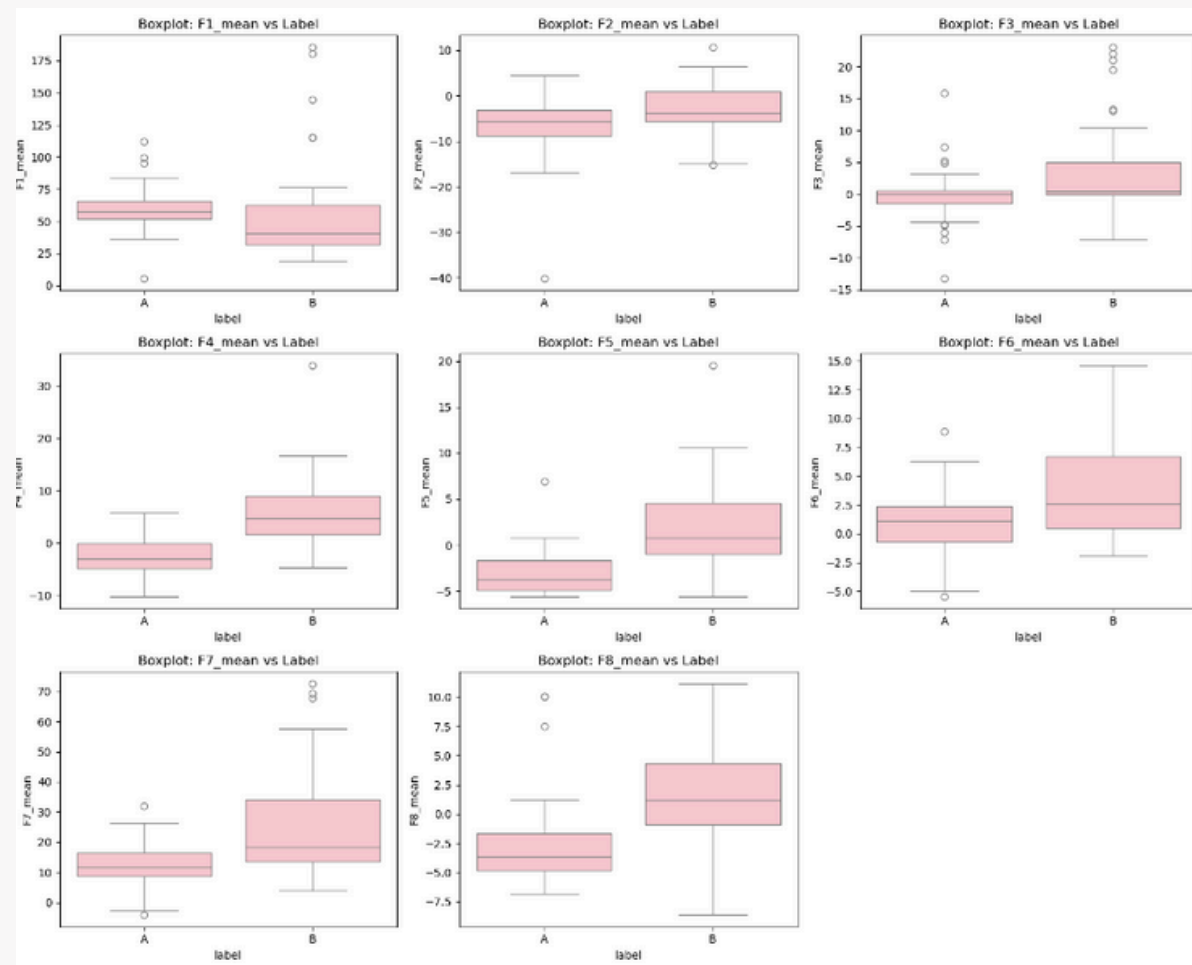 Boxplot: F1_mean vs Label
Boxplot: F2_mean vs Label
Boxplot: F3_mean vs Label
F1_mean
175
150
125
100
75
50
25
0
A
B
label
F2_mean
10
0
−10
−20
−30
−40
A
B
label
F3_mean
20
15
10
5
0
−5
−10
−15
A
B
label
Boxplot: F4_mean vs Label
Boxplot: F5_mean vs Label
Boxplot: F6_mean vs Label
F4_mean
30
20
10
0
−10
A
B
label
F5_mean
20
15
10
5
0
−5
A
B
label
F6_mean
15.0
12.5
10.0
7.5
5.0
2.5
0.0
−2.5
−5.0
A
B
label
Boxplot: F7_mean vs Label
Boxplot: F8_mean vs Label
F7_mean
70
60
50
40
30
20
10
0
A
B
label
F8_mean
10.0
7.5
5.0
2.5
0.0
−2.5
−5.0
−7.5
A
B
label